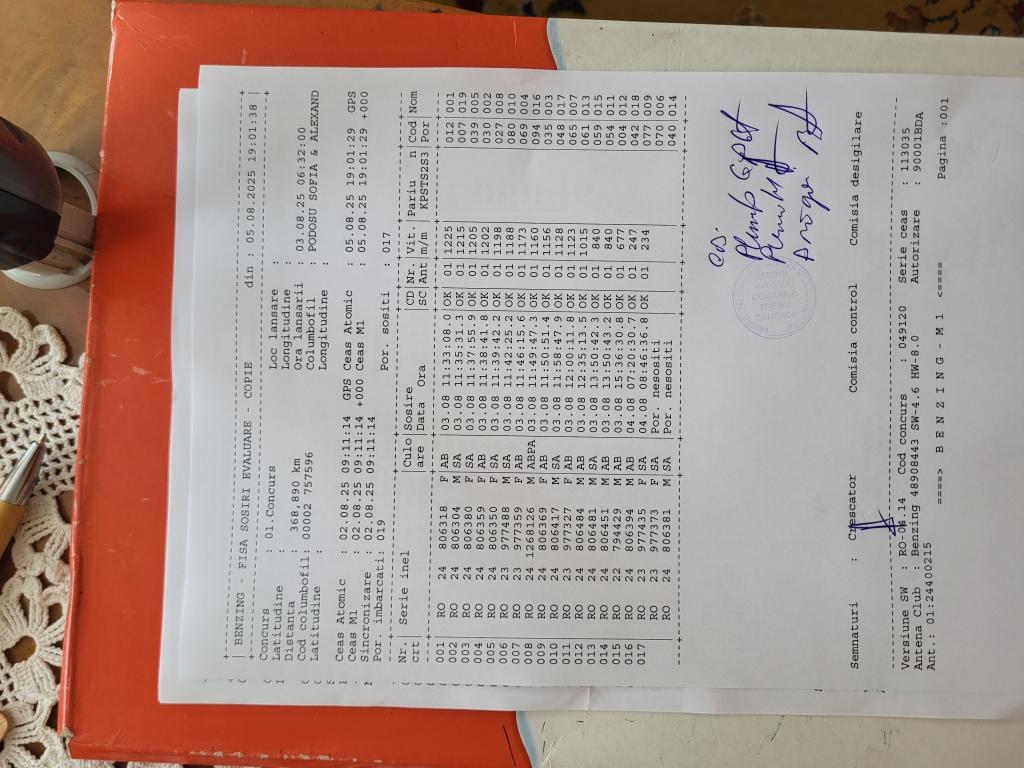 BENZING - FISA SOSIRI EVALUARE - COPIE din : 05.08.2025 19:01:38
Concurs : 01.Concurs Loc lansare :
Latitudine : Longitudine :
Distanta : 368,890 km Ora lansarii : 03.08.25 06:32:00
Cod columbofil: 0002 757596 Columbofil : PODOSU SOFIA & ALEXAND
Latitudine : Longitudine :
Ceas Atomic : 02.08.25 09:11:14 GPS Ceas Atomic : 05.08.25 19:01:29 GPS
Ceas M1 : 02.08.25 09:11:14 +000 Ceas M1 : 05.08.25 19:01:29 +000
Sincronizare : 02.08.25 09:11:14
Por. imbarcati: 019 Por. sositi : 017
Nr. | Serie inel |Culo|Sosire |CD|Nr.|Vit.|Pariu n|Cod|Nom
crt |are |Data Ora |SC|Ant|m/m |KPSTS2S3|Por|
001 RO 24 806318 F AB 03.08 11:33:08.0 OK 01 1225 012 001
002 RO 24 806304 M SA 03.08 11:35:31.3 OK 01 1215 007 019
003 RO 24 806380 F SA 03.08 11:37:55.9 OK 01 1205 039 005
004 RO 24 806359 F AB 03.08 11:38:41.8 OK 01 1202 030 002
005 RO 24 806350 F SA 03.08 11:39:42.2 OK 01 1198 027 008
006 RO 23 977488 M SA 03.08 11:42:25.2 OK 01 1188 080 010
007 RO 23 977359 F AB 03.08 11:46:15.6 OK 01 1173 069 004
008 RO 24 1268126 M ABPA 03.08 11:49:47.3 OK 01 1160 094 016
009 RO 24 806369 F AB 03.08 11:50:51.4 OK 01 1156 035 003
010 RO 24 806417 M SA 03.08 11:58:47.9 OK 01 1128 048 017
011 RO 23 977327 F AB 03.08 12:00:11.8 OK 01 1123 065 007
012 RO 24 806484 M AB 03.08 12:35:13.5 OK 01 1015 061 013
013 RO 24 806481 M SA 03.08 13:50:42.3 OK 01 840 059 015
014 RO 24 806451 M AB 03.08 13:50:43.2 OK 01 840 054 011
015 RO 24 794429 M AB 03.08 15:36:30.8 OK 01 677 004 012
016 RO 24 806394 M AB 04.08 07:20:30.7 OK 01 247 042 018
017 RO 23 977435 F SA 04.08 08:46:36.8 OK 01 234 077 009
RO 23 977373 F SA Por. nesositi 070 006
RO 24 806381 M SA Por. nesositi 040 014
Semnaturi : Crescator Comisia control Comisia desigilare
Versiune SW : RO-04.14 Cod concurs : 049120 Serie ceas : 113035
Antena Club : Benzing 48908443 SW-4.6 HW-8.0 Autorizare : 90001BDA
Ant.: 01:24400215
====> B E N Z I N G - M 1 <==== Pagina :001